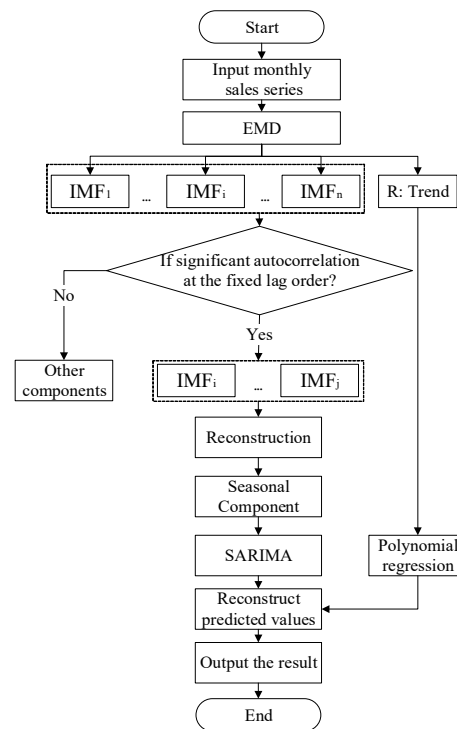 Start
Input monthly
sales series
EMD
IMF₁ ... IMFᵢ ... IMFₙ R: Trend
If significant autocorrelation
at the fixed lag order?
No
Yes
Other
components
IMFᵢ ... IMFⱼ
Reconstruction
Seasonal
Component
SARIMA
Polynomial
regression
Reconstruct
predicted values
Output the result
End